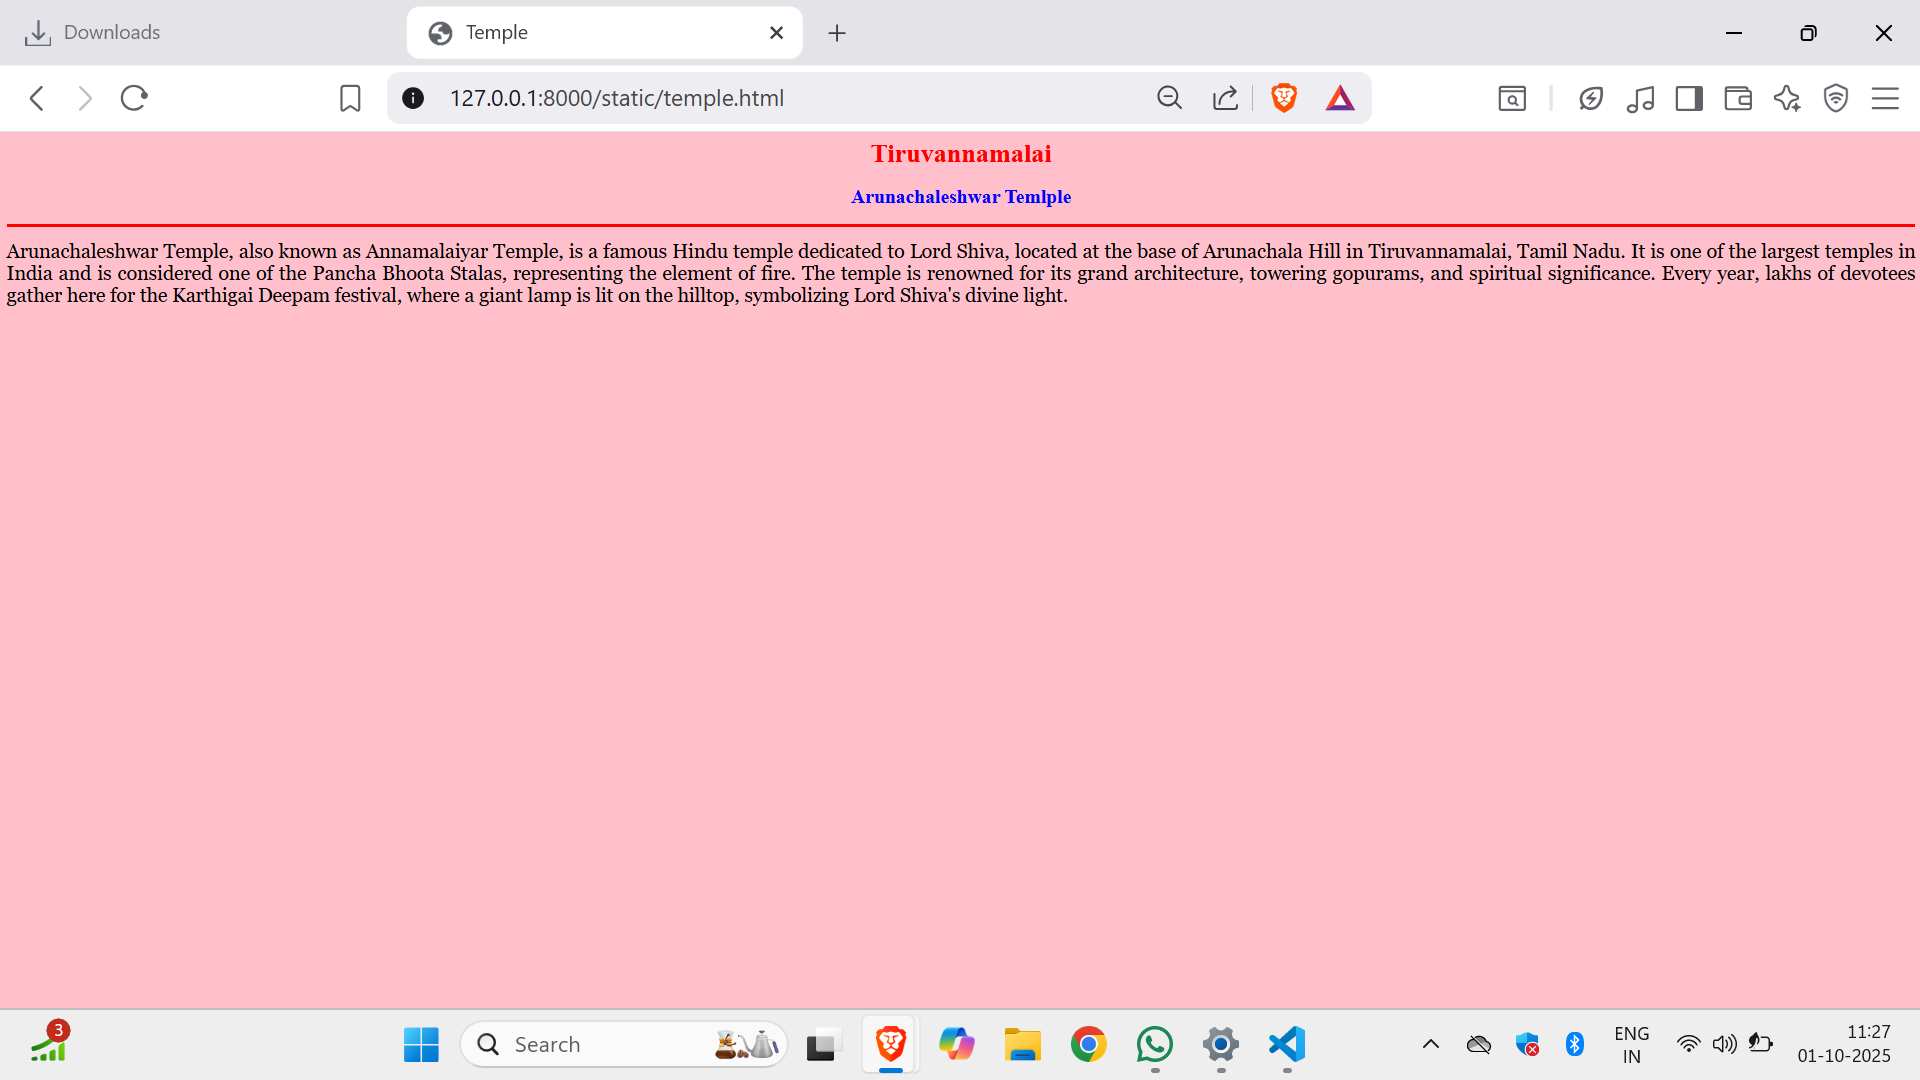 Downloads
Temple
127.0.0.1:8000/static/temple.html
Tiruvannamalai
Arunachaleshwar Temlple
Arunachaleshwar Temple, also known as Annamalaiyar Temple, is a famous Hindu temple dedicated to Lord Shiva, located at the base of Arunachala Hill in Tiruvannamalai, Tamil Nadu. It is one of the largest temples in
India and is considered one of the Pancha Bhoota Stalas, representing the element of fire. The temple is renowned for its grand architecture, towering gopurams, and spiritual significance. Every year, lakhs of devotees
gather here for the Karthigai Deepam festival, where a giant lamp is lit on the hilltop, symbolizing Lord Shiva's divine light.
3
Search
ENG
IN
11:27
01-10-2025